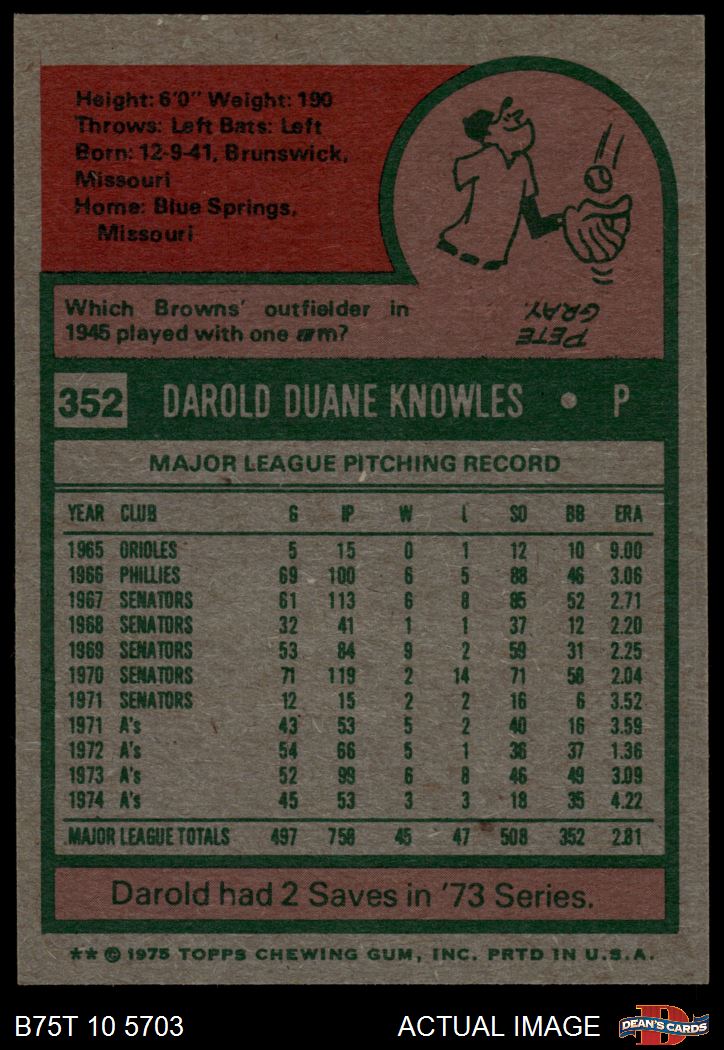 Height: 6'0" Weight: 190
Throws: Left Bats: Left
Born: 12-9-41, Brunswick,
Missouri
Home: Blue Springs,
Missouri
Which Browns' outfielder in
1945 played with one arm?
PETE
GRAY.
352 DAROLD DUANE KNOWLES • P
MAJOR LEAGUE PITCHING RECORD
YEAR CLUB G IP W L SO BB ERA
1965 ORIOLES 5 15 0 1 12 10 9.00
1966 PHILLIES 69 100 6 5 88 46 3.06
1967 SENATORS 61 113 6 8 85 52 2.71
1968 SENATORS 32 41 1 1 37 12 2.20
1969 SENATORS 53 84 9 2 59 31 2.25
1970 SENATORS 71 119 2 14 71 58 2.04
1971 SENATORS 12 15 2 2 16 6 3.52
1971 A's 43 53 5 2 40 16 3.59
1972 A's 54 66 5 1 36 37 1.36
1973 A's 52 99 6 8 46 49 3.09
1974 A's 45 53 3 3 18 35 4.22
MAJOR LEAGUE TOTALS 497 758 45 47 508 352 2.81
Darold had 2 Saves in '73 Series.
** © 1975 TOPPS CHEWING GUM, INC. PRTD IN U.S.A.
B75T 10 5703 ACTUAL IMAGE DEAN'S CARDS